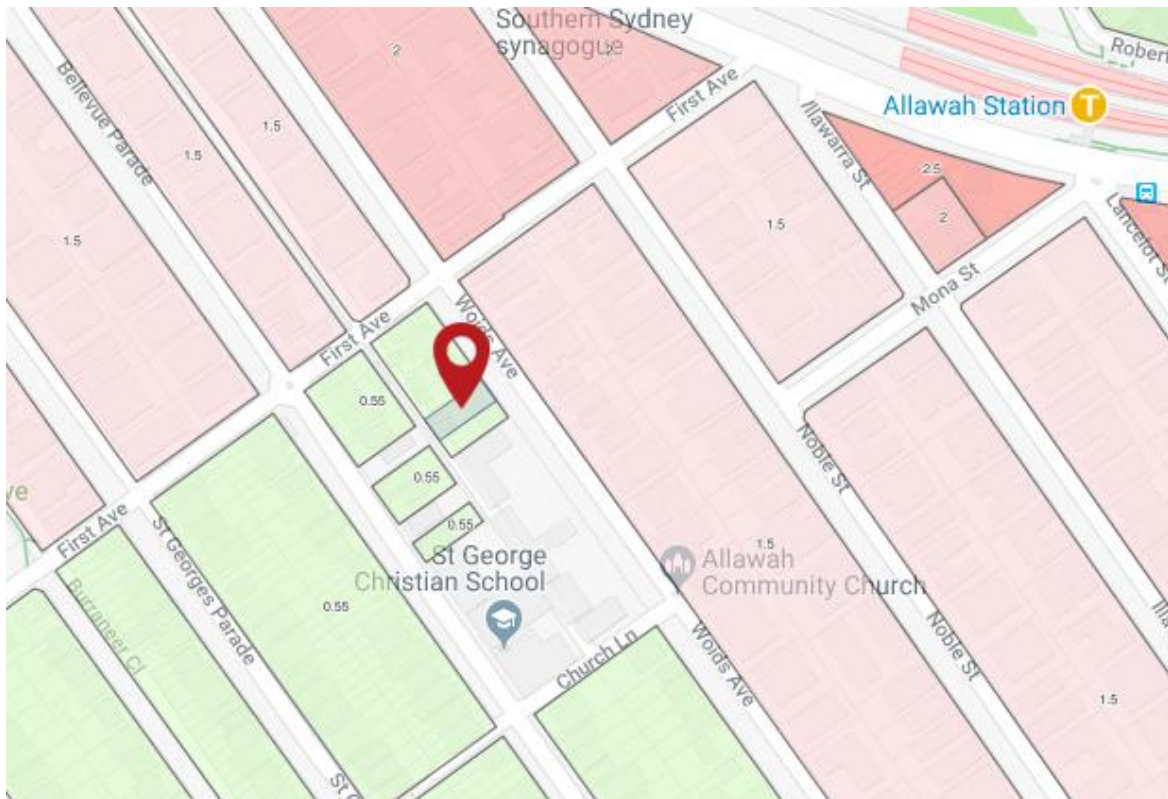 Southern Sydney
synagogue
2
2
Robert
Bellevue Parade
1.5
1.5
First Ave
Allawah Station
T
Illawarra St
2.5
2
Lancelot St
1.5
1.5
Mona St
First Ave
Woids Ave
0.55
0.55
0.55
Noble St
First Ave
St Georges Parade
Burraneer Cl
St George
Christian School
1.5
Allawah
Community Church
0.55
Noble St
Church Ln
Woids Ave
1.5